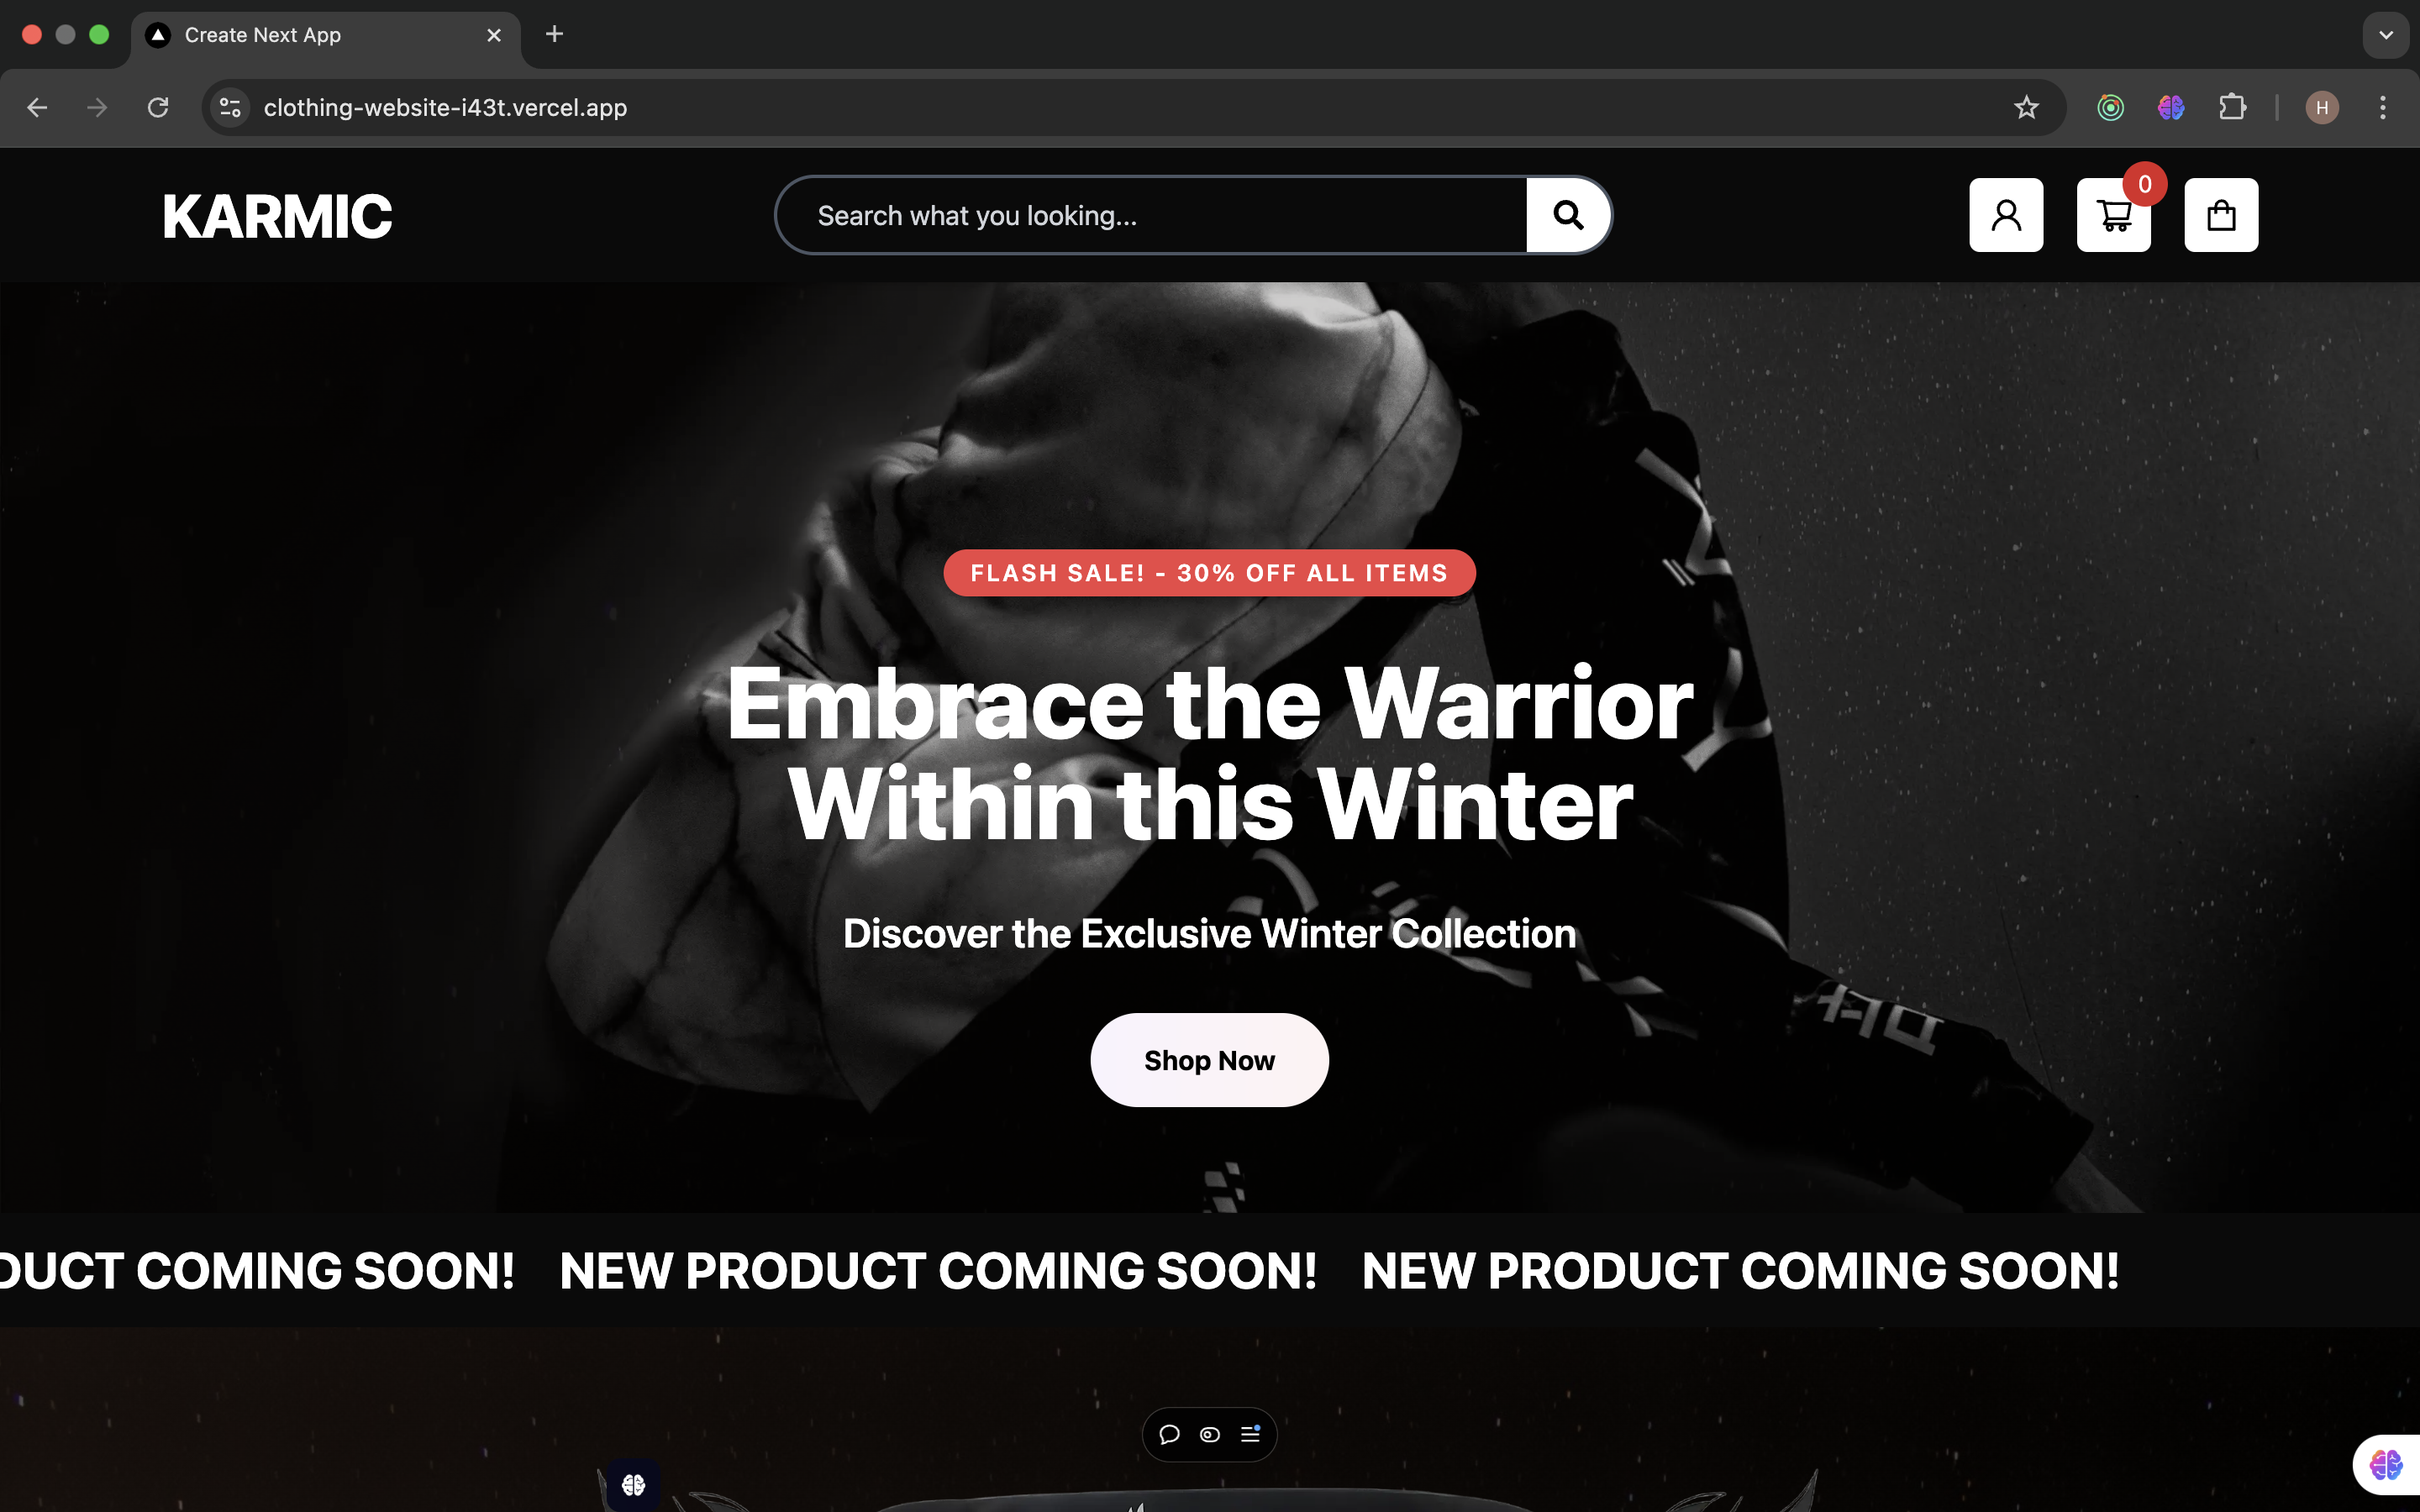 Create Next App
clothing-website-i43t.vercel.app
H
KARMIC
Search what you looking...
0
FLASH SALE! - 30% OFF ALL ITEMS
Embrace the Warrior
Within this Winter
Discover the Exclusive Winter Collection
Shop Now
DUCT COMING SOON! NEW PRODUCT COMING SOON! NEW PRODUCT COMING SOON!